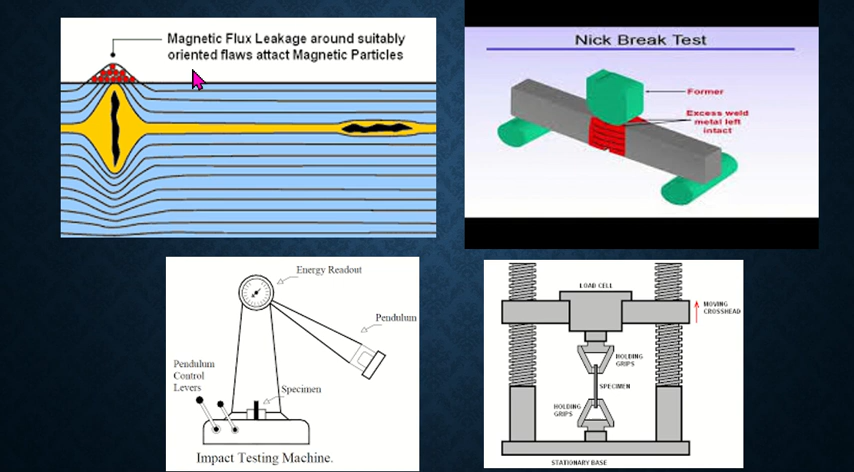 Magnetic Flux Leakage around suitably
oriented flaws attact Magnetic Particles
Nick Break Test
Former
Excess weld
metal left
intact
Energy Readout
Pendulum
Pendulum
Control
Levers
Specimen
Impact Testing Machine.
LOAD CELL
MOVING
CROSSHEAD
HOLDING
GRIPS
SPECIMEN
HOLDING
GRIPS
STATIONARY BASE